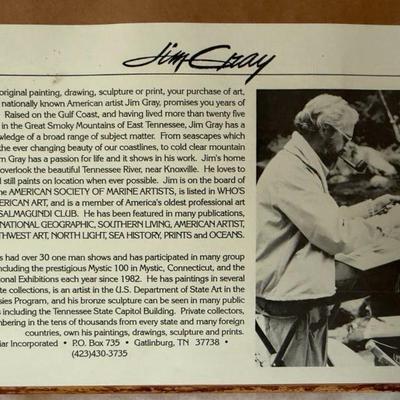 Jim Gray
original painting, drawing, sculpture or print, your purchase of art,
nationally known American artist Jim Gray, promises you years of
Raised on the Gulf Coast, and having lived more than twenty five
in the Great Smoky Mountains of East Tennessee, Jim Gray has a
wledge of a broad range of subject matter. From seascapes which
the ever changing beauty of our coastlines, to cold clear mountain
m Gray has a passion for life and it shows in his work. Jim's home
overlook the beautiful Tennessee River, near Knoxville. He loves to
d still paints on location when ever possible. Jim is on the board of
he AMERICAN SOCIETY OF MARINE ARTISTS, is listed in WHO'S
ERICAN ART, and is a member of America's oldest professional art
SALMAGUNDI CLUB. He has been featured in many publications,
NATIONAL GEOGRAPHIC, SOUTHERN LIVING, AMERICAN ARTIST,
THWEST ART, NORTH LIGHT, SEA HISTORY, PRINTS and OCEANS.
s had over 30 one man shows and has participated in many group
ncluding the prestigious Mystic 100 in Mystic, Connecticut, and the
ional Exhibitions each year since 1982. He has paintings in several
te collections, is an artist in the U.S. Department of State Art in the
sies Program, and his bronze sculpture can be seen in many public
s including the Tennessee State Capitol Building. Private collectors,
mbering in the tens of thousands from every state and many foreign
countries, own his paintings, drawings, sculpture and prints.
iar Incorporated • P.O. Box 735 • Gatlinburg, TN 37738 •
(423)430-3735